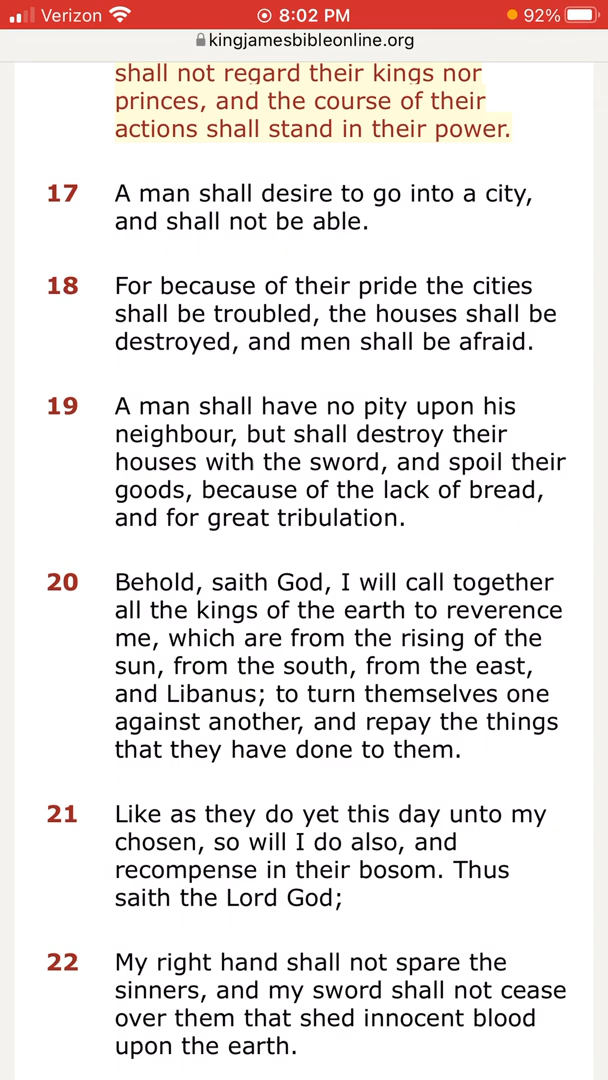 Verizon 8:02 PM 92%
kingjamesbibleonline.org
shall not regard their kings nor
princes, and the course of their
actions shall stand in their power.
17 A man shall desire to go into a city,
and shall not be able.
18 For because of their pride the cities
shall be troubled, the houses shall be
destroyed, and men shall be afraid.
19 A man shall have no pity upon his
neighbour, but shall destroy their
houses with the sword, and spoil their
goods, because of the lack of bread,
and for great tribulation.
20 Behold, saith God, I will call together
all the kings of the earth to reverence
me, which are from the rising of the
sun, from the south, from the east,
and Libanus; to turn themselves one
against another, and repay the things
that they have done to them.
21 Like as they do yet this day unto my
chosen, so will I do also, and
recompense in their bosom. Thus
saith the Lord God;
22 My right hand shall not spare the
sinners, and my sword shall not cease
over them that shed innocent blood
upon the earth.